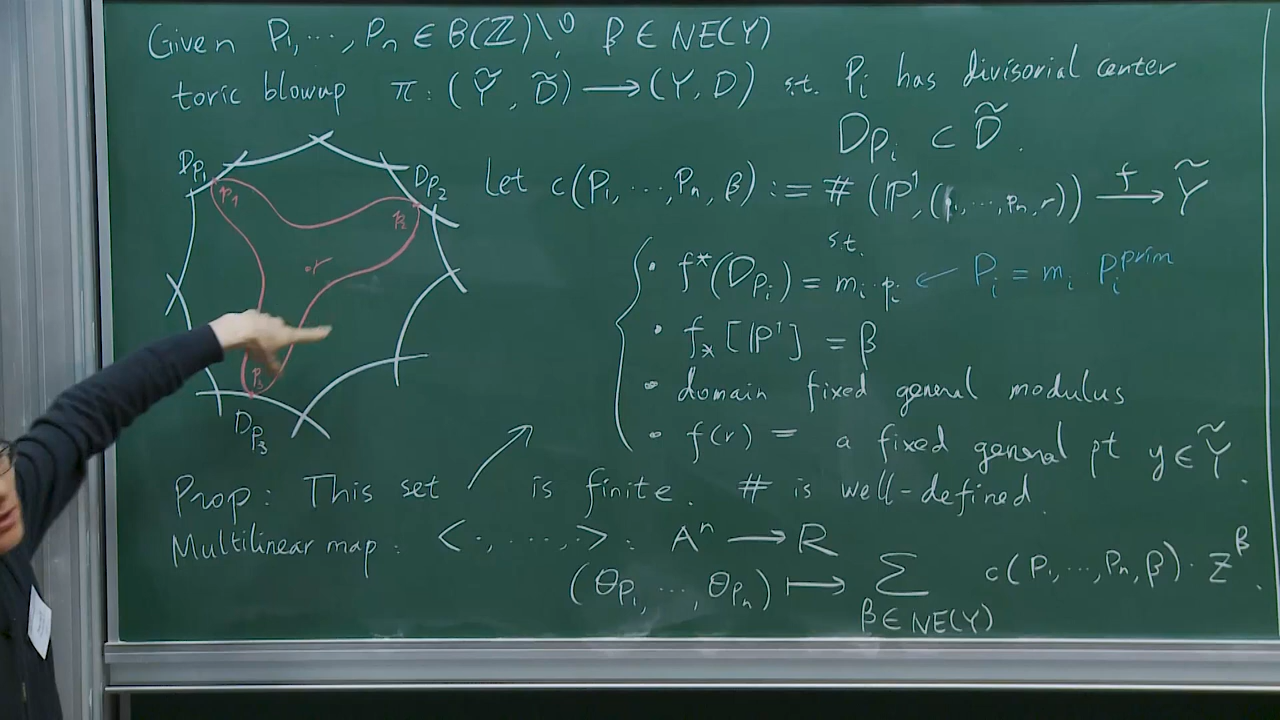 Given P₁, ⋯, Pₙ ∈ B(ℤ)\0, β ∈ NE(Y)
toric blowup π : (Ỹ, D̃) ⟶ (Y, D) s.t. Pᵢ has divisorial center
D_{Pᵢ} ⊂ D̃.
D_{P₁}
D_{P₂}
p₁
p₂
r
p₃
D_{P₃}
Let c(P₁, ⋯, Pₙ, β) := # (ℙ¹, (p₁, ⋯, pₙ, r)) —f→ Ỹ
s.t.
• f*(D_{Pᵢ}) = mᵢ · pᵢ ← Pᵢ = mᵢ Pᵢ^{prim}
• f_*[ℙ¹] = β
• domain fixed general modulus
• f(r) = a fixed general pt y ∈ Ỹ.
Prop: This set ↗ is finite. # is well-defined.
Multilinear map: <·, ⋯, ·> : Aⁿ ⟶ R
(θ_{P₁}, ⋯, θ_{Pₙ}) ⟼ Σ_{β ∈ NE(Y)} c(P₁, ⋯, Pₙ, β) · z^β.